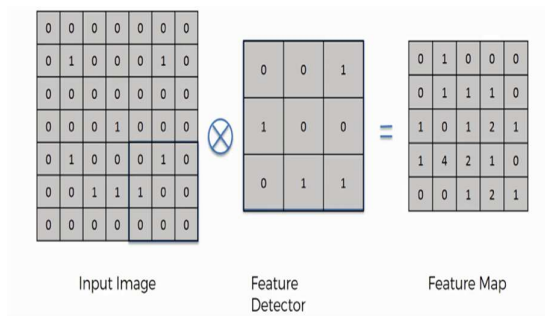 0 0 0 0 0 0 0
0 1 0 0 0 1 0
0 0 0 0 0 0 0
0 0 0 1 0 0 0
0 1 0 0 0 1 0
0 0 1 1 1 0 0
0 0 0 0 0 0 0
Input Image
0 0 1
1 0 0
0 1 1
Feature
Detector
=
0 1 0 0 0
0 1 1 1 0
1 0 1 2 1
1 4 2 1 0
0 0 1 2 1
Feature Map